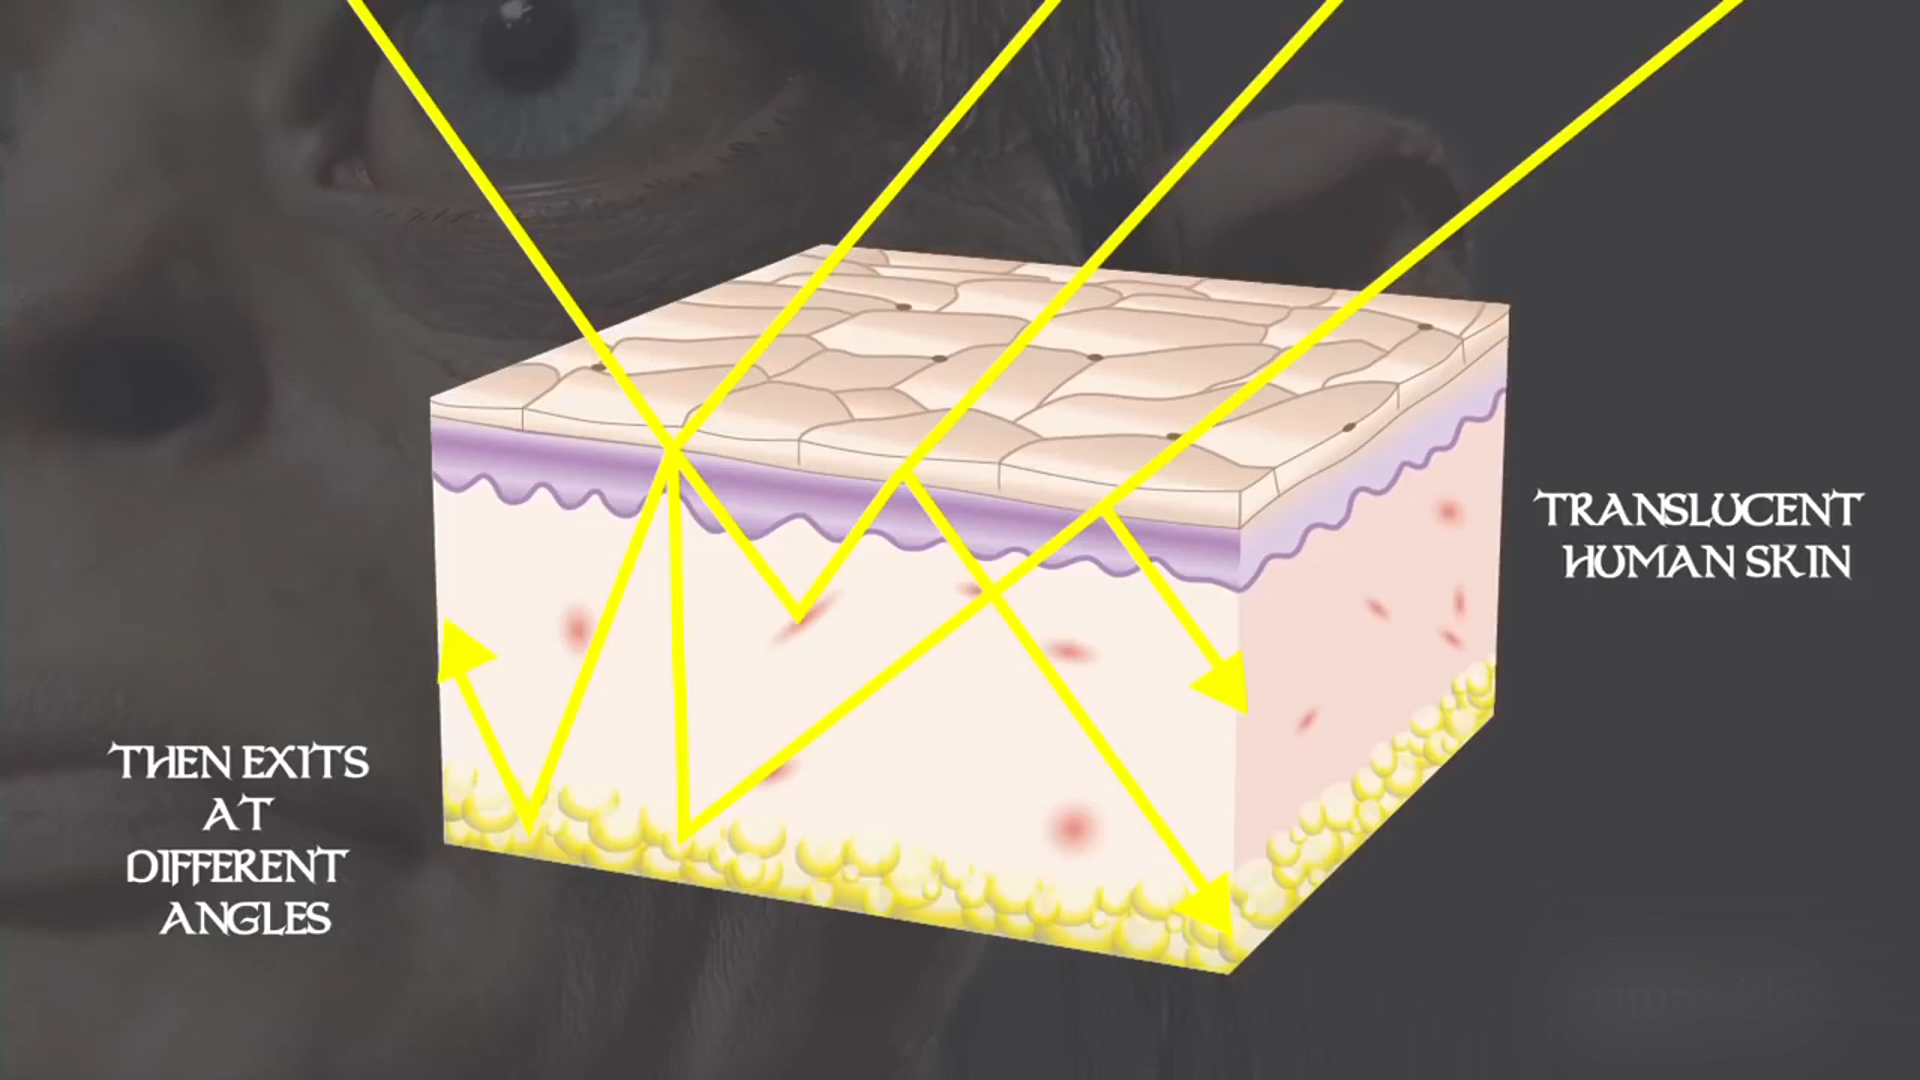 TRANSLUCENT
HUMAN SKIN
THEN EXITS
AT
DIFFERENT
ANGLES